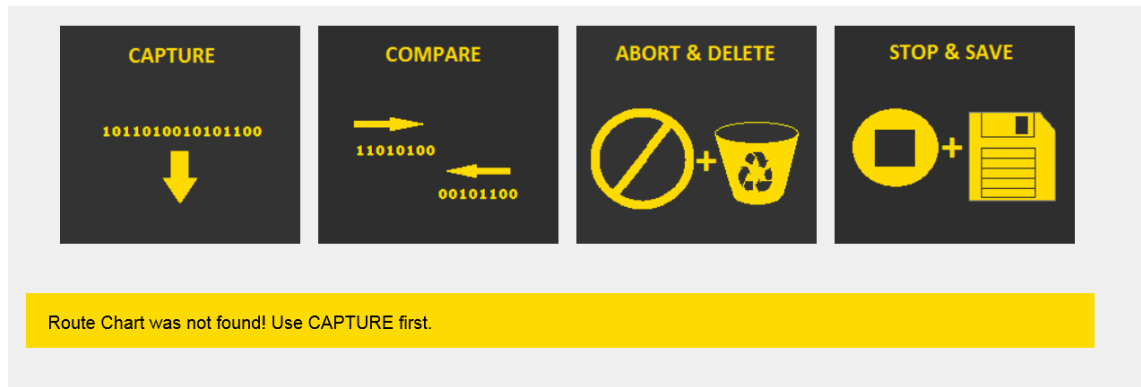 CAPTURE
1011010010101100
COMPARE
11010100
00101100
ABORT & DELETE
+
STOP & SAVE
+
Route Chart was not found! Use CAPTURE first.